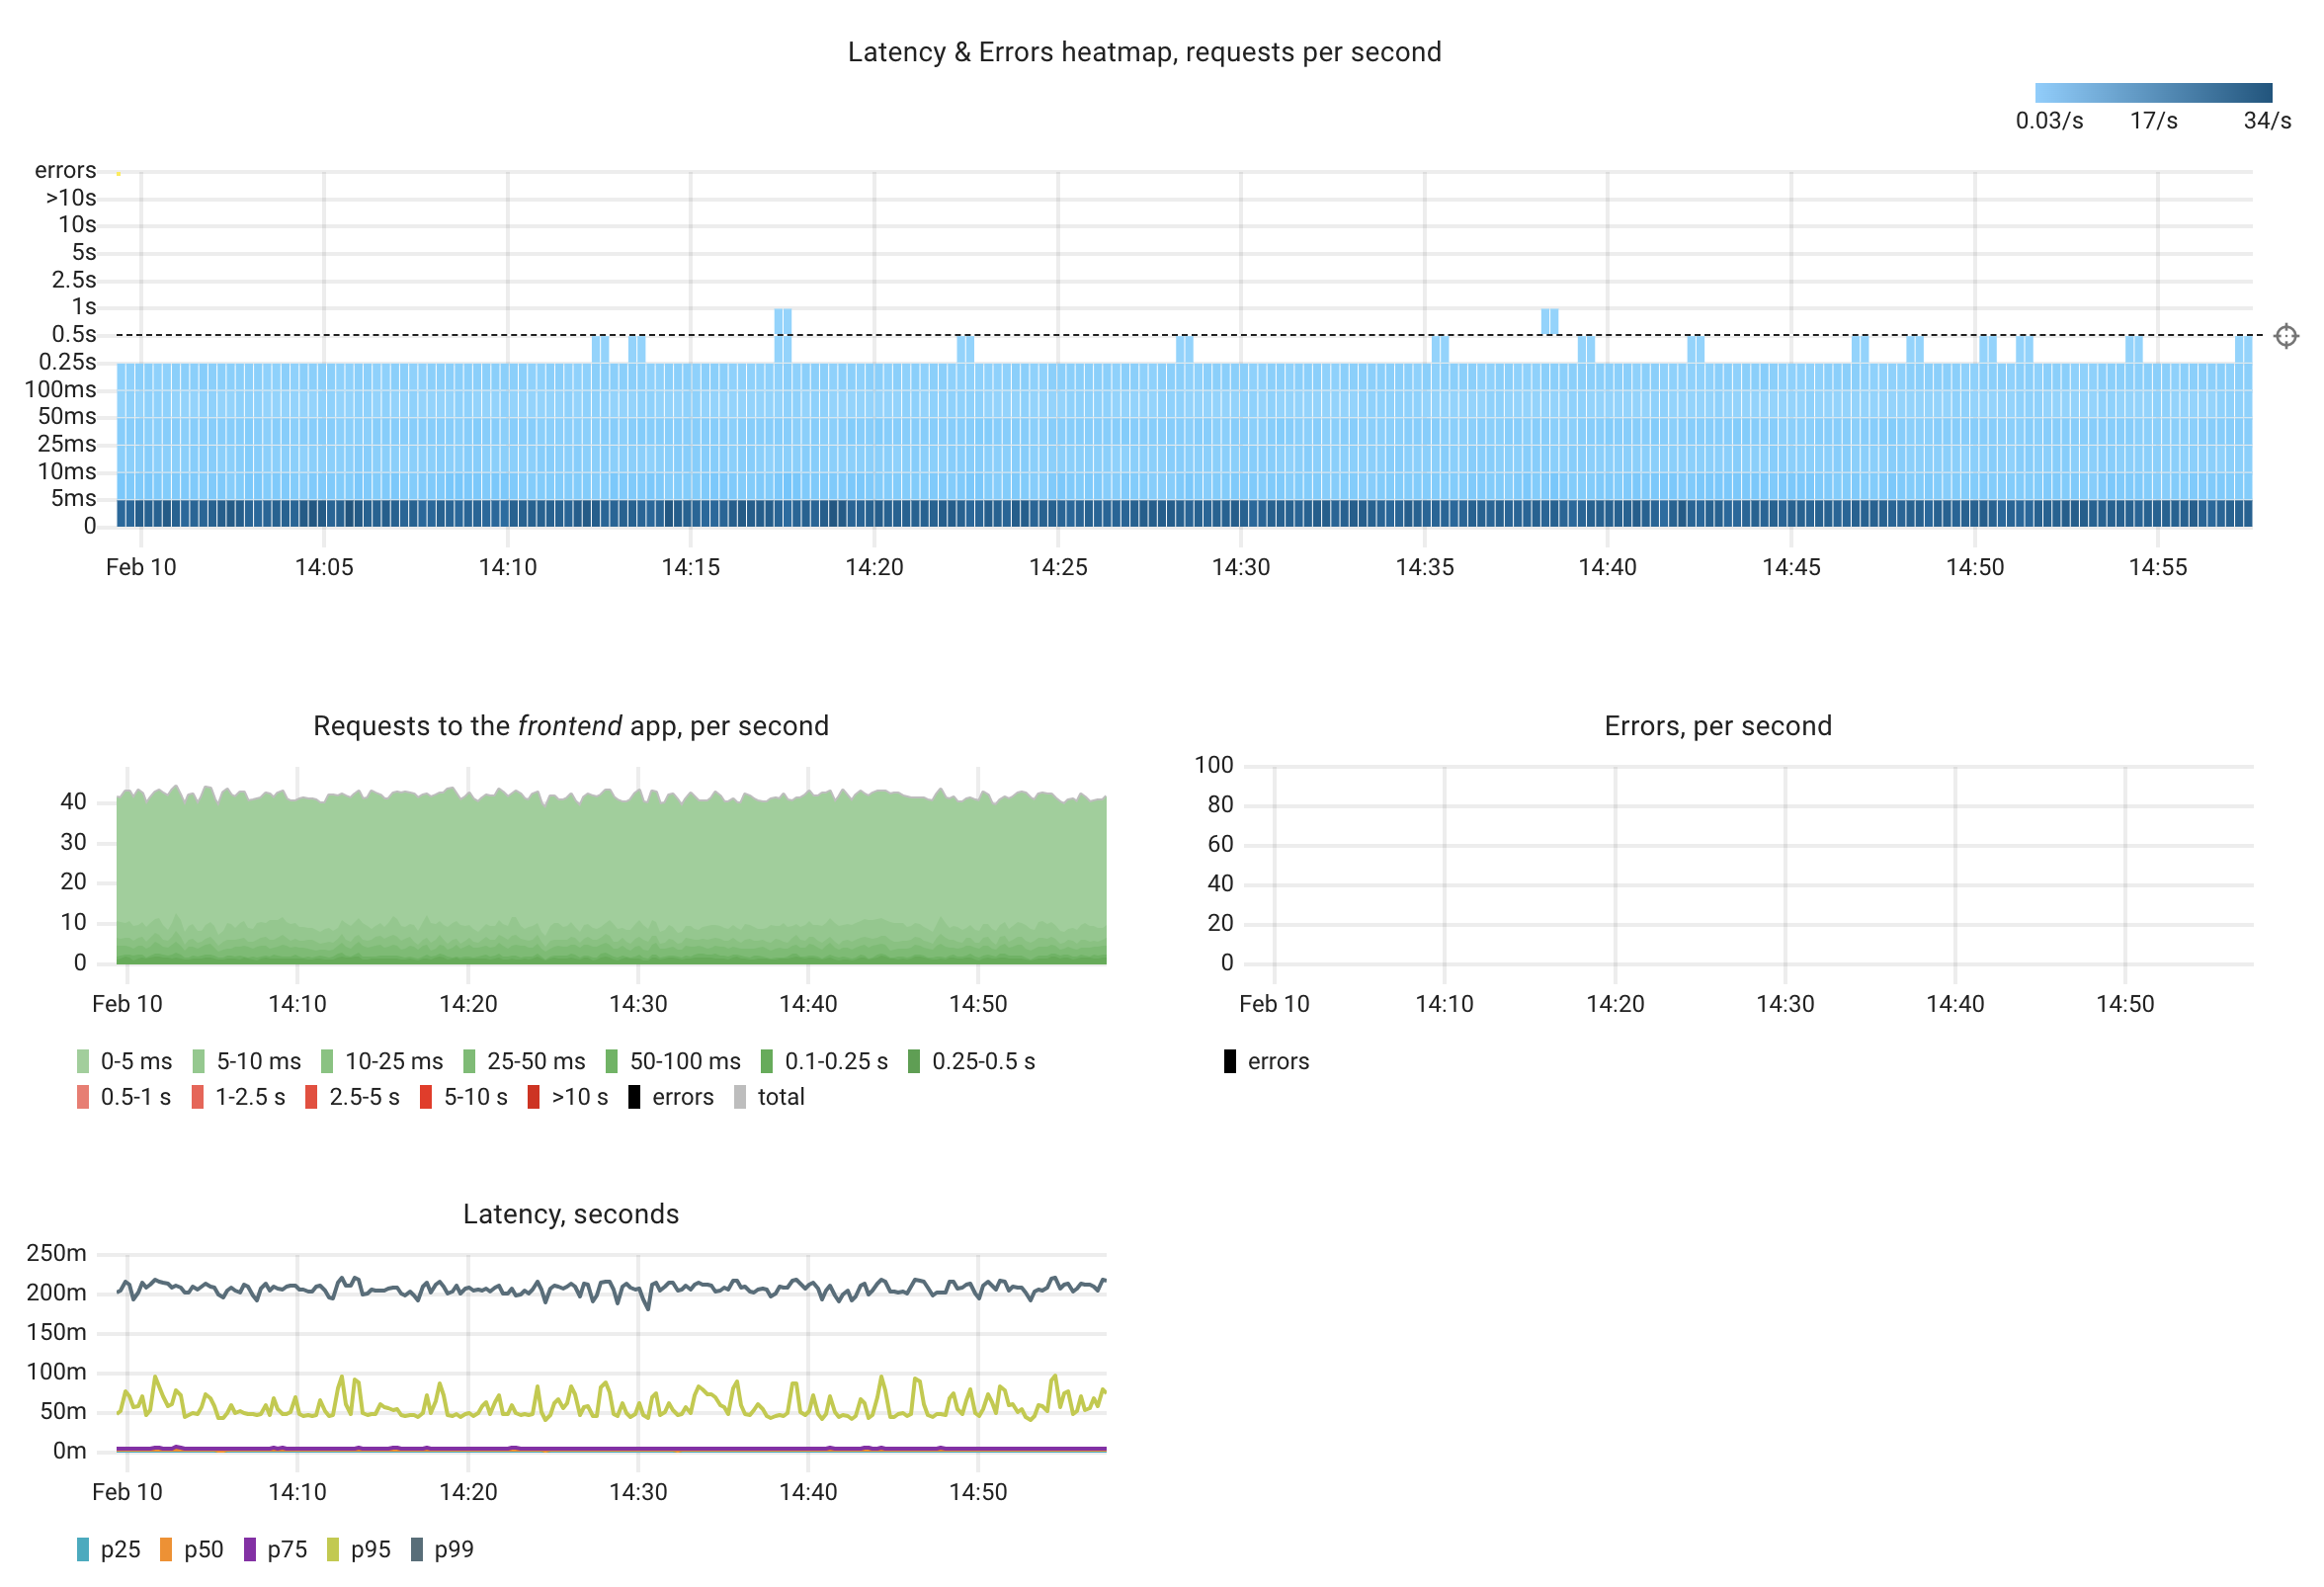 Latency & Errors heatmap, requests per second
0.03/s 17/s 34/s
errors
>10s
10s
5s
2.5s
1s
0.5s
0.25s
100ms
50ms
25ms
10ms
5ms
0
Feb 10 14:05 14:10 14:15 14:20 14:25 14:30 14:35 14:40 14:45 14:50 14:55
Requests to the frontend app, per second
40
30
20
10
0
Feb 10 14:10 14:20 14:30 14:40 14:50
0-5 ms 5-10 ms 10-25 ms 25-50 ms 50-100 ms 0.1-0.25 s 0.25-0.5 s
0.5-1 s 1-2.5 s 2.5-5 s 5-10 s >10 s errors total
Errors, per second
100
80
60
40
20
0
Feb 10 14:10 14:20 14:30 14:40 14:50
errors
Latency, seconds
250m
200m
150m
100m
50m
0m
Feb 10 14:10 14:20 14:30 14:40 14:50
p25 p50 p75 p95 p99